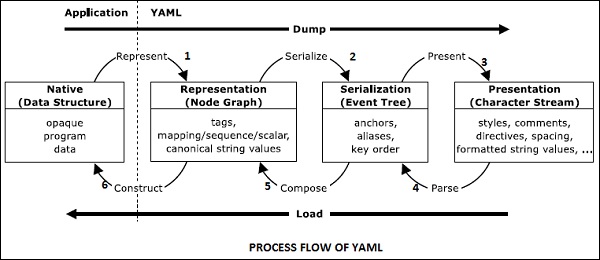 Application YAML
Dump
Represent 1 Serialize 2 Present 3
Native Representation Serialization Presentation
(Data Structure) (Node Graph) (Event Tree) (Character Stream)
opaque tags, anchors, styles, comments,
program mapping/sequence/scalar, aliases, directives, spacing,
data canonical string values key order formatted string values, ...
6 Construct 5 Compose 4 Parse
Load
PROCESS FLOW OF YAML